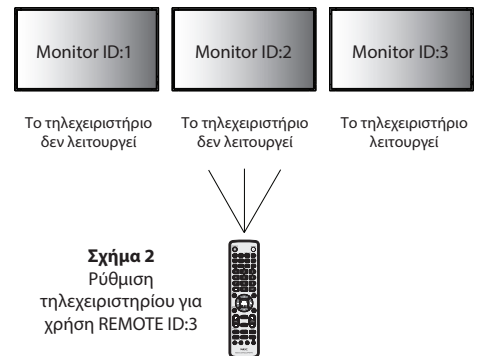 Monitor ID:1
Monitor ID:2
Monitor ID:3
Το τηλεχειριστήριο
δεν λειτουργεί
Το τηλεχειριστήριο
δεν λειτουργεί
Το τηλεχειριστήριο
λειτουργεί
Σχήμα 2
Ρύθμιση
τηλεχειριστηρίου για
χρήση REMOTE ID:3